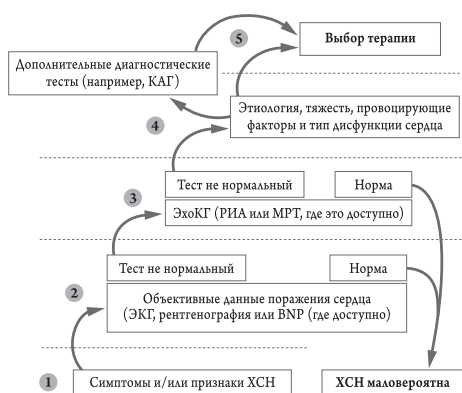 5
Выбор терапии
Дополнительные диагностические
тесты (например, КАГ)
4
Этиология, тяжесть, провоцирующие
факторы и тип дисфункции сердца
Тест не нормальный
Норма
3
ЭхоКГ (РИА или МРТ, где это доступно)
Тест не нормальный
Норма
2
Объективные данные поражения сердца
(ЭКГ, рентгенография или BNP (где доступно)
1
Симптомы и/или признаки ХСН
ХСН маловероятна